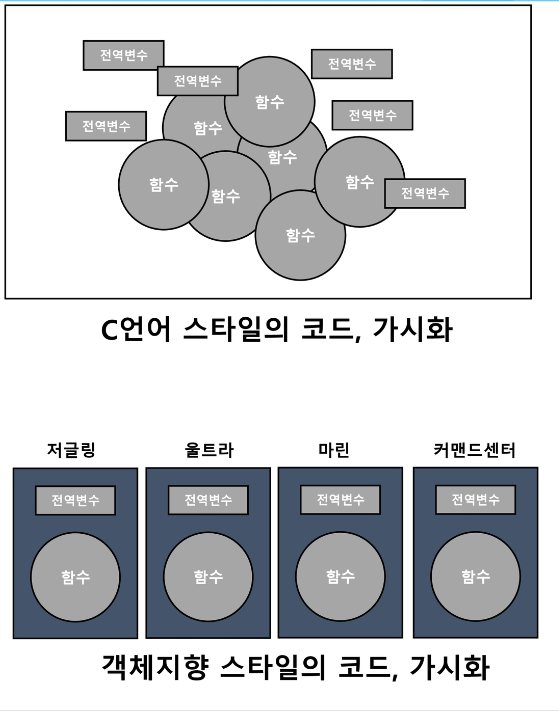 전역변수
전역변수
전역변수
전역변수
전역변수
전역변수
함수
함수
함수
함수
함수
함수
함수
C언어 스타일의 코드, 가시화
저글링 울트라 마린 커맨드센터
전역변수 전역변수 전역변수 전역변수
함수 함수 함수 함수
객체지향 스타일의 코드, 가시화